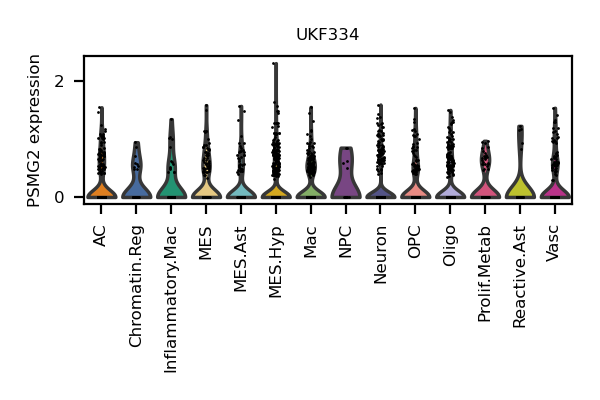 UKF334
PSMG2 expression
2
0
AC
Chromatin.Reg
Inflammatory.Mac
MES
MES.Ast
MES.Hyp
Mac
NPC
Neuron
OPC
Oligo
Prolif.Metab
Reactive.Ast
Vasc